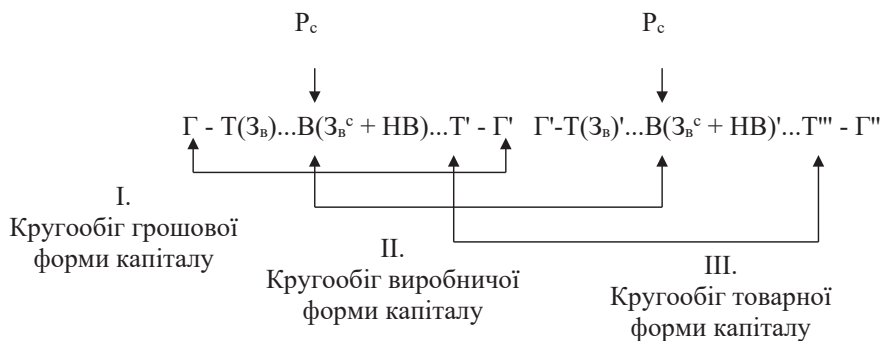 Рс Рс
Г - Т(Зв)...В(Звс + НВ)...Т' - Г' Г'-Т(Зв)'...В(Звс + НВ)'...Т''' - Г''
I.
Кругообіг грошової
форми капіталу
II.
Кругообіг виробничої
форми капіталу
III.
Кругообіг товарної
форми капіталу